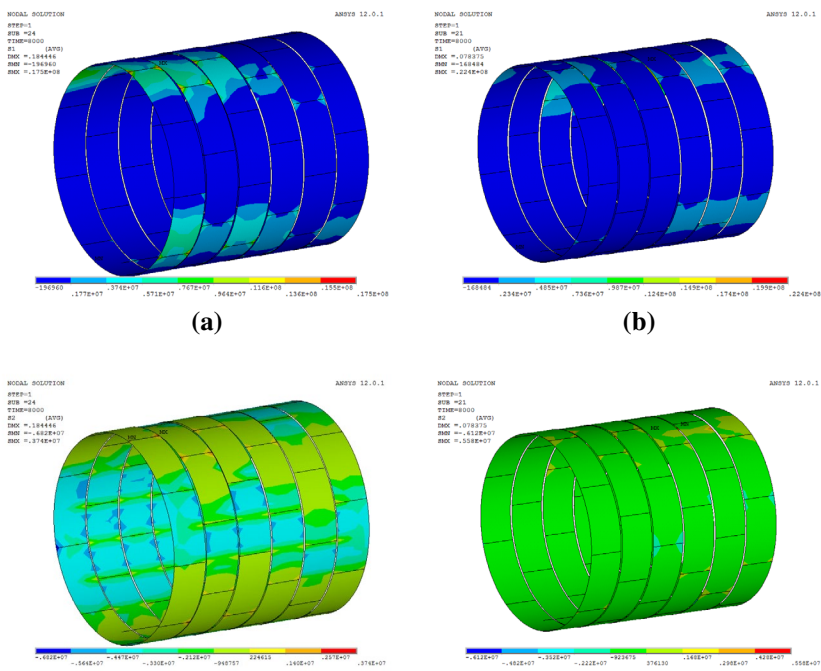 NODAL SOLUTION
STEP=1
SUB =24
TIME=8000
S1 (AVG)
DMX =.184446
SMN =-196960
SMX =.175E+08
ANSYS 12.0.1
MX
-196960 .374E+07 .767E+07 .116E+08 .155E+08
.177E+07 .571E+07 .964E+07 .136E+08 .175E+08
(a)
NODAL SOLUTION
STEP=1
SUB =21
TIME=8000
S1 (AVG)
DMX =.078375
SMN =-168484
SMX =.224E+08
ANSYS 12.0.1
-168484 .485E+07 .987E+07 .149E+08 .199E+08
.234E+07 .736E+07 .124E+08 .174E+08 .224E+08
(b)
NODAL SOLUTION
STEP=1
SUB =24
TIME=8000
S2 (AVG)
DMX =.184446
SMN =-.682E+07
SMX =.374E+07
ANSYS 12.0.1
MN MX
-.682E+07 -.447E+07 -.212E+07 224613 .257E+07
-.564E+07 -.330E+07 -948757 .140E+07 .374E+07
NODAL SOLUTION
STEP=1
SUB =21
TIME=8000
S2 (AVG)
DMX =.078375
SMN =-.612E+07
SMX =.558E+07
ANSYS 12.0.1
MX MN
-.612E+07 -.352E+07 -923675 .168E+07 .428E+07
-.482E+07 -.222E+07 376130 .298E+07 .558E+07